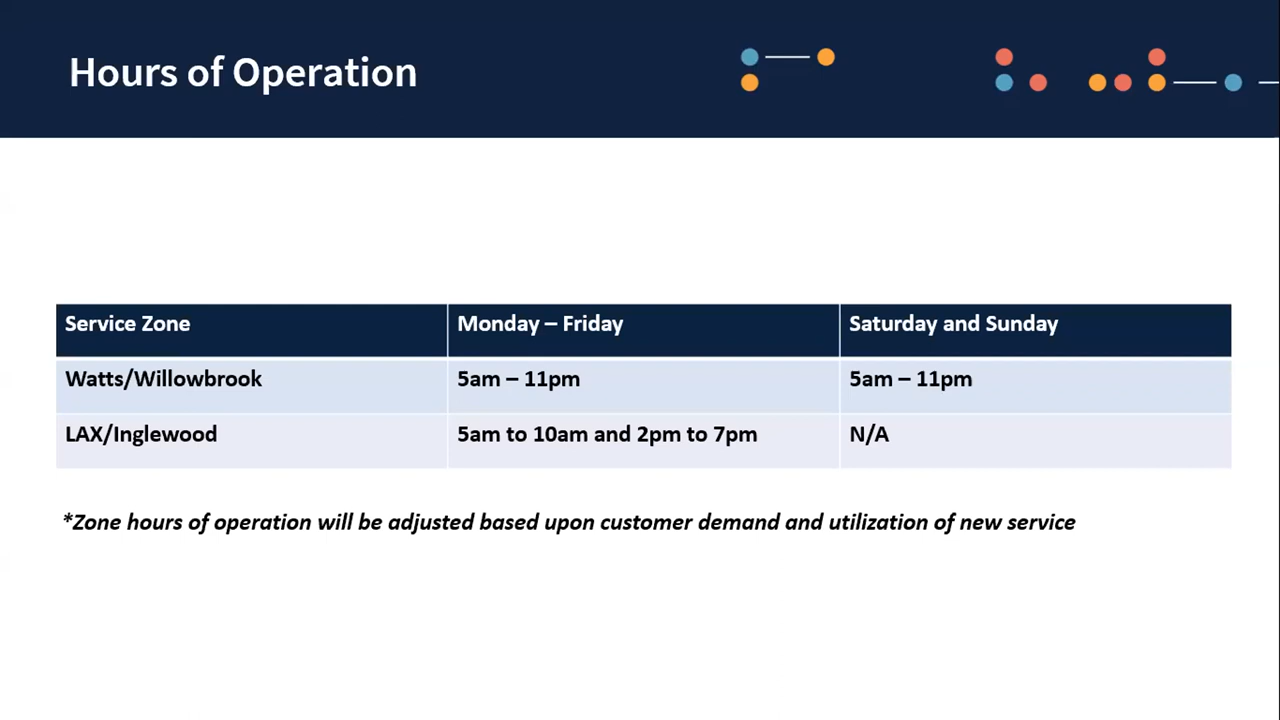 Hours of Operation
Service Zone Monday – Friday Saturday and Sunday
Watts/Willowbrook 5am – 11pm 5am – 11pm
LAX/Inglewood 5am to 10am and 2pm to 7pm N/A
*Zone hours of operation will be adjusted based upon customer demand and utilization of new service